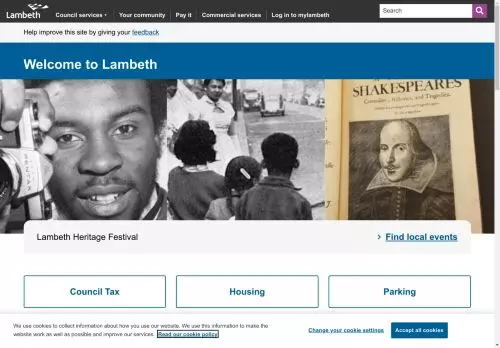 Lambeth
Council services
Your community
Pay it
Commercial services
Log in to mylambeth
Search
Help improve this site by giving your feedback
Welcome to Lambeth
SHAKESPEARES
Lambeth Heritage Festival
Find local events
Council Tax
Housing
Parking
We use cookies to collect information about how you use our website. We use this information to make the
website work as well as possible and improve our services. Read our cookie policy
Change your cookie settings
Accept all cookies